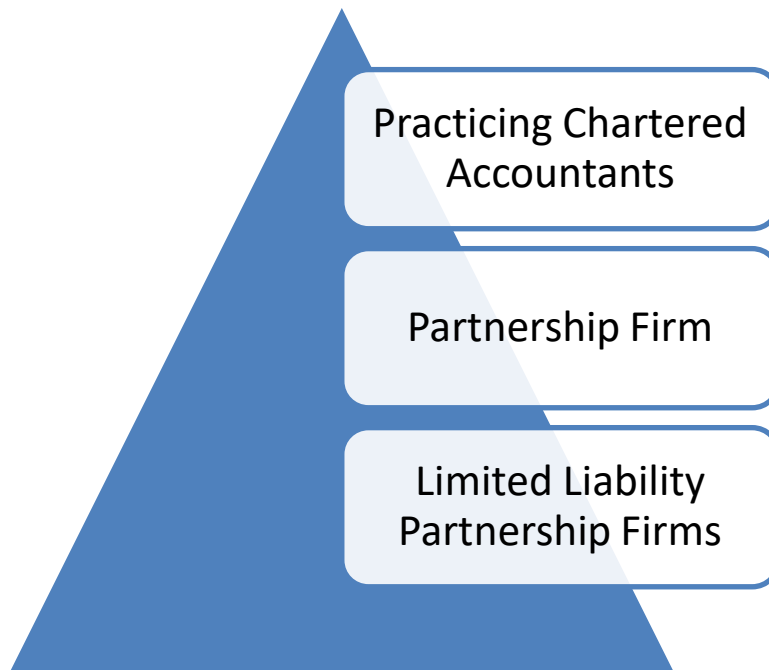 Practicing Chartered
Accountants
Partnership Firm
Limited Liability
Partnership Firms